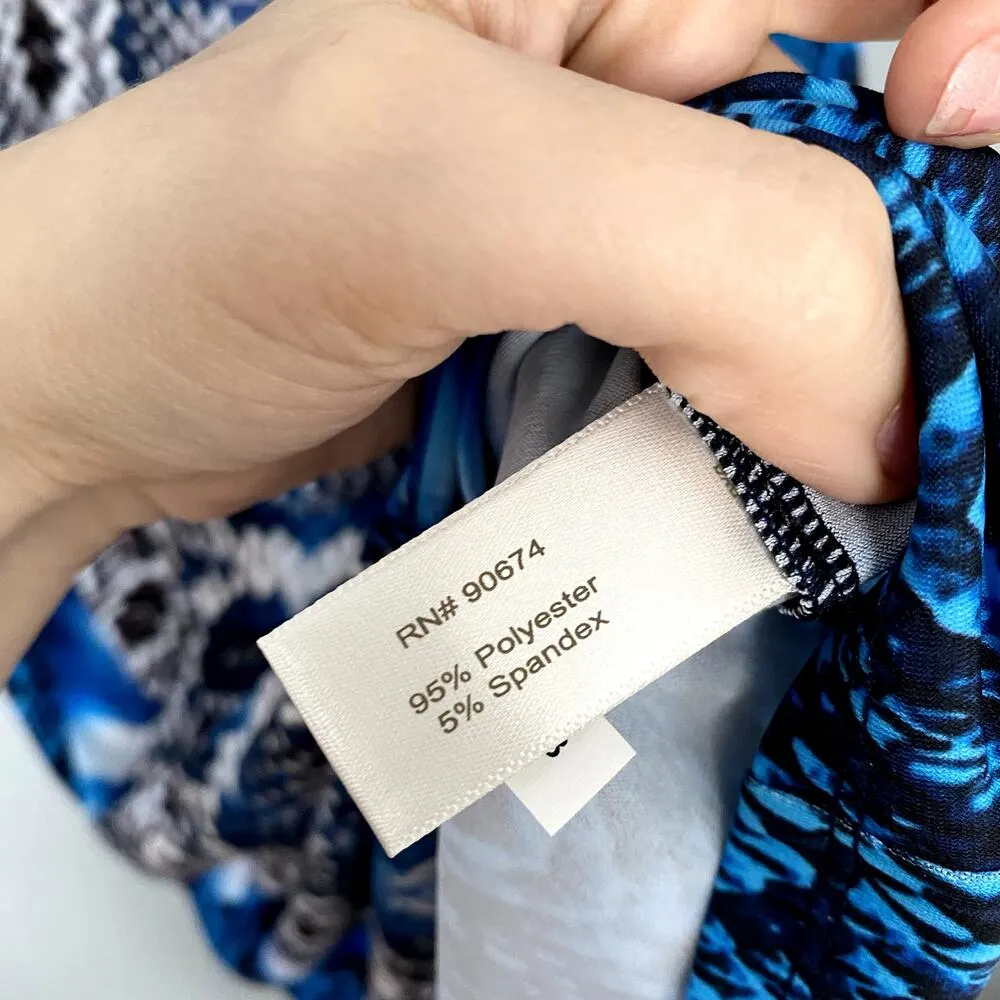 RN# 90674
95% Polyester
5% Spandex